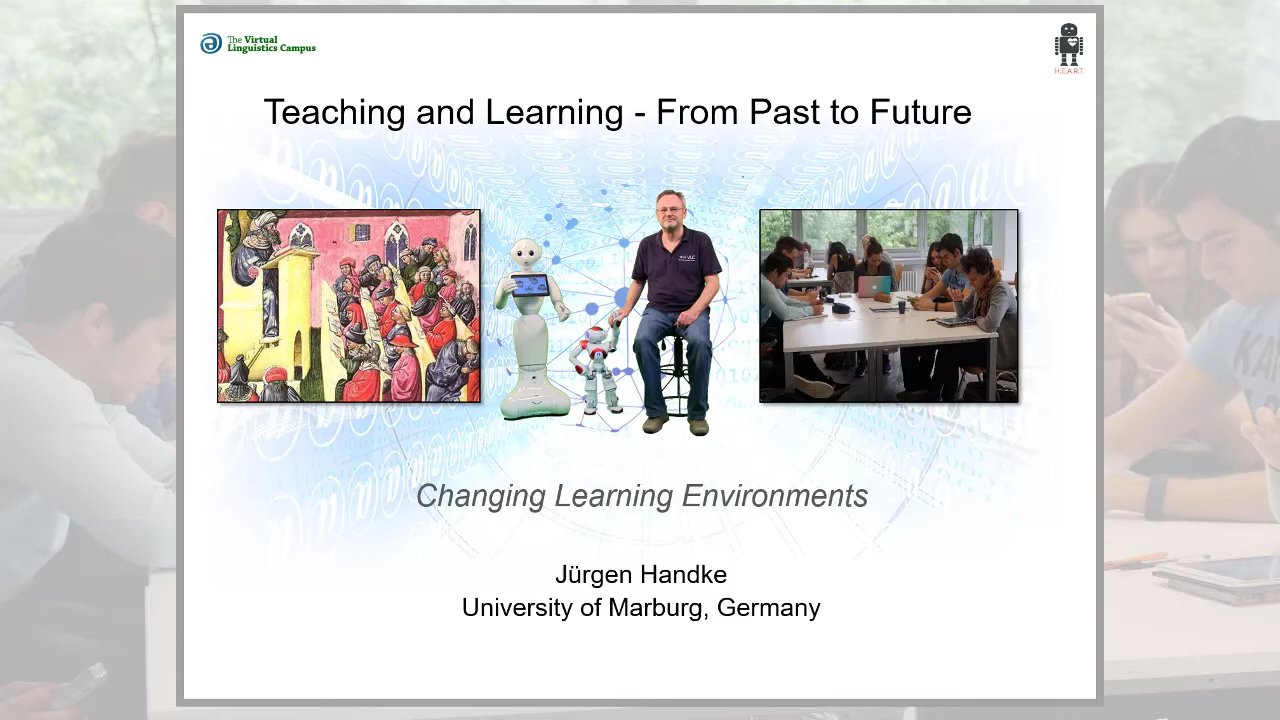 The Virtual
Linguistics Campus
H.E.A.R.T.
Teaching and Learning - From Past to Future
Changing Learning Environments
Jürgen Handke
University of Marburg, Germany